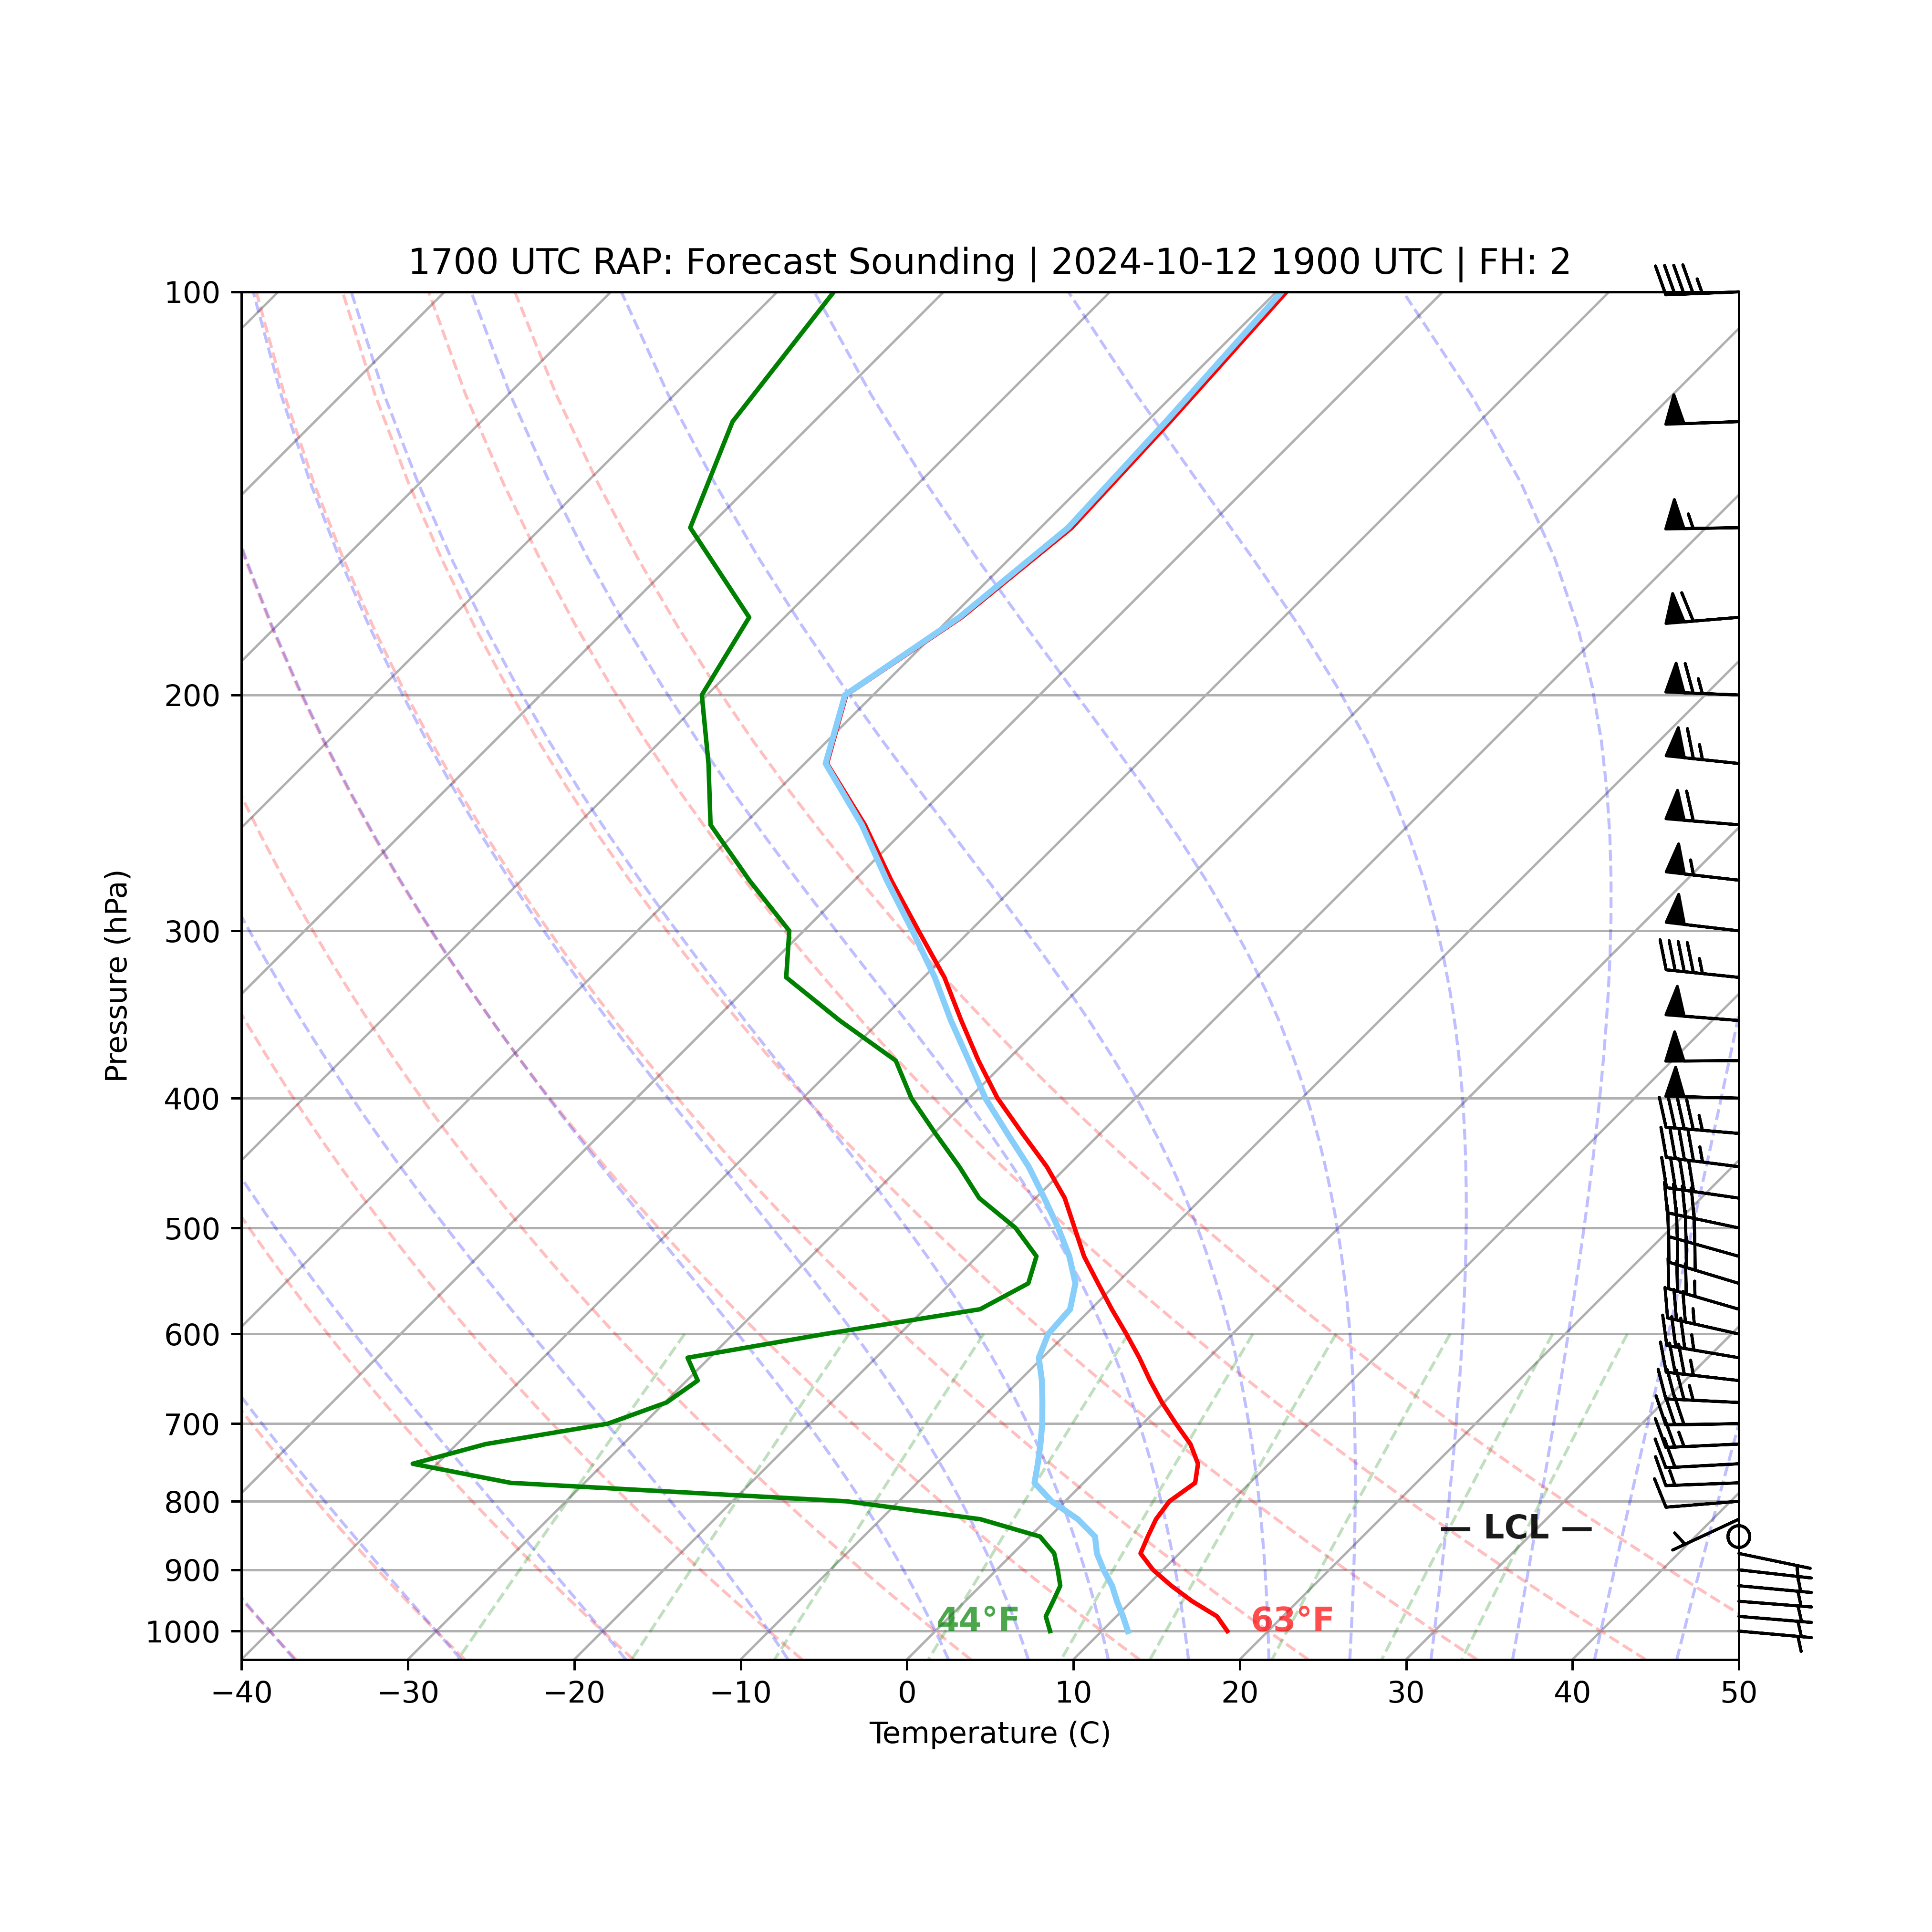 1700 UTC RAP: Forecast Sounding | 2024-10-12 1900 UTC | FH: 2
100
200
300
400
500
600
700
800
900
1000
Pressure (hPa)
— LCL —
44°F
63°F
−40 −30 −20 −10 0 10 20 30 40 50
Temperature (C)